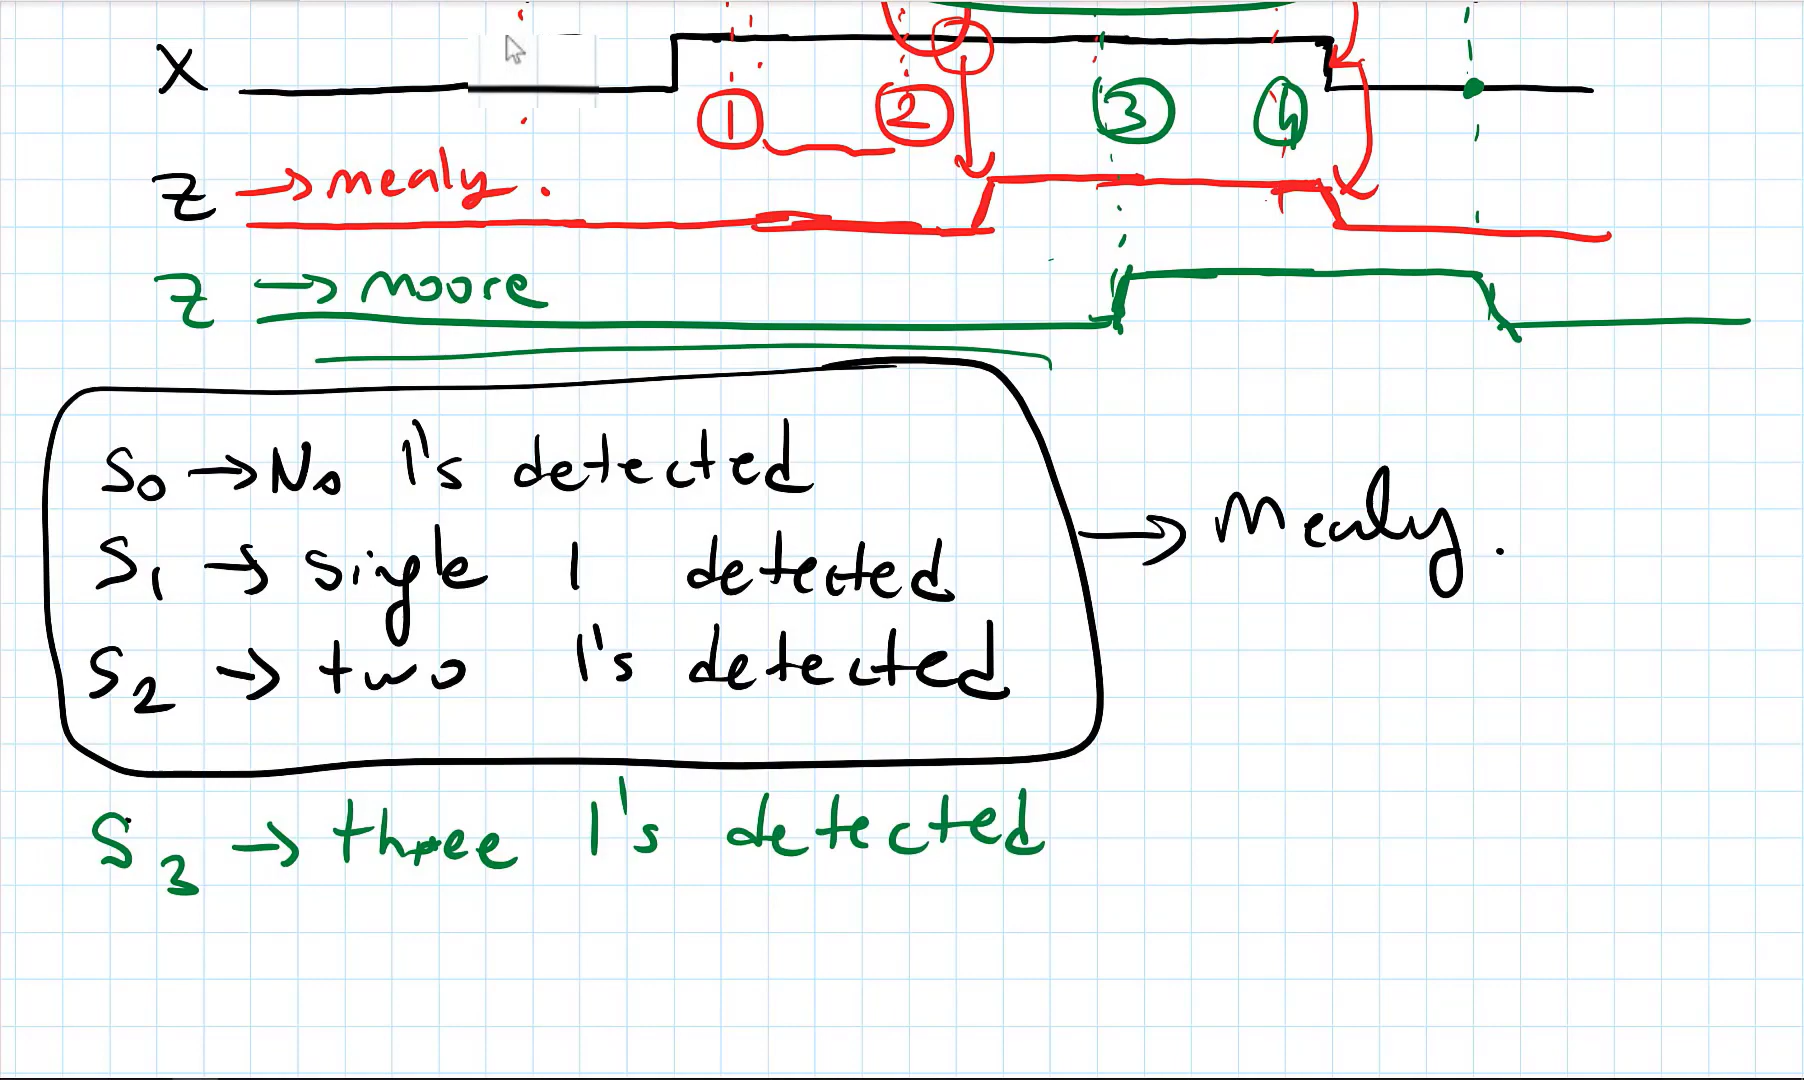 X
① ② ③ ④
Z → mealy.
Z → moore
S0 → No 1's detected
S1 → single 1 detected
S2 → two 1's detected
→ Mealy.
S3 → three 1's detected